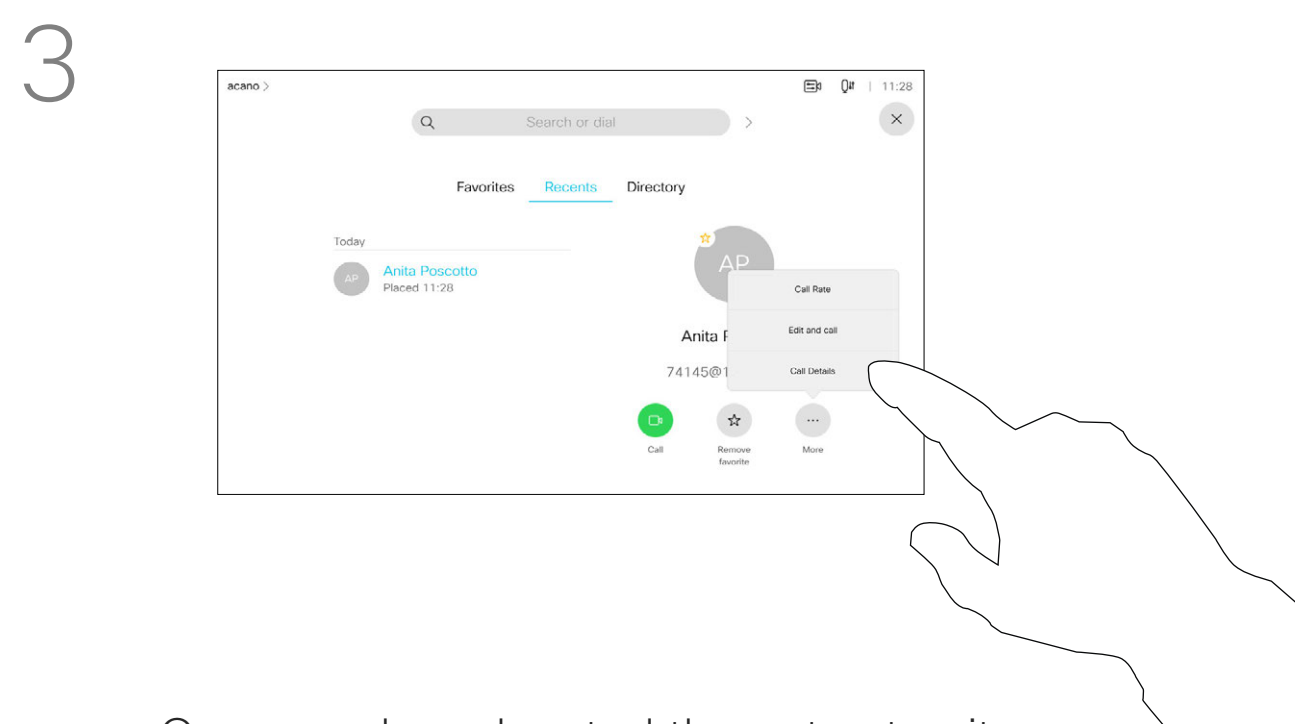 3
acano >
11:28
Search or dial >
Favorites Recents Directory
Today
AP
Anita Poscotto
Placed 11:28
AP
Anita
74145@1
Call Rate
Edit and call
Call Details
Call
Remove
favorite
More